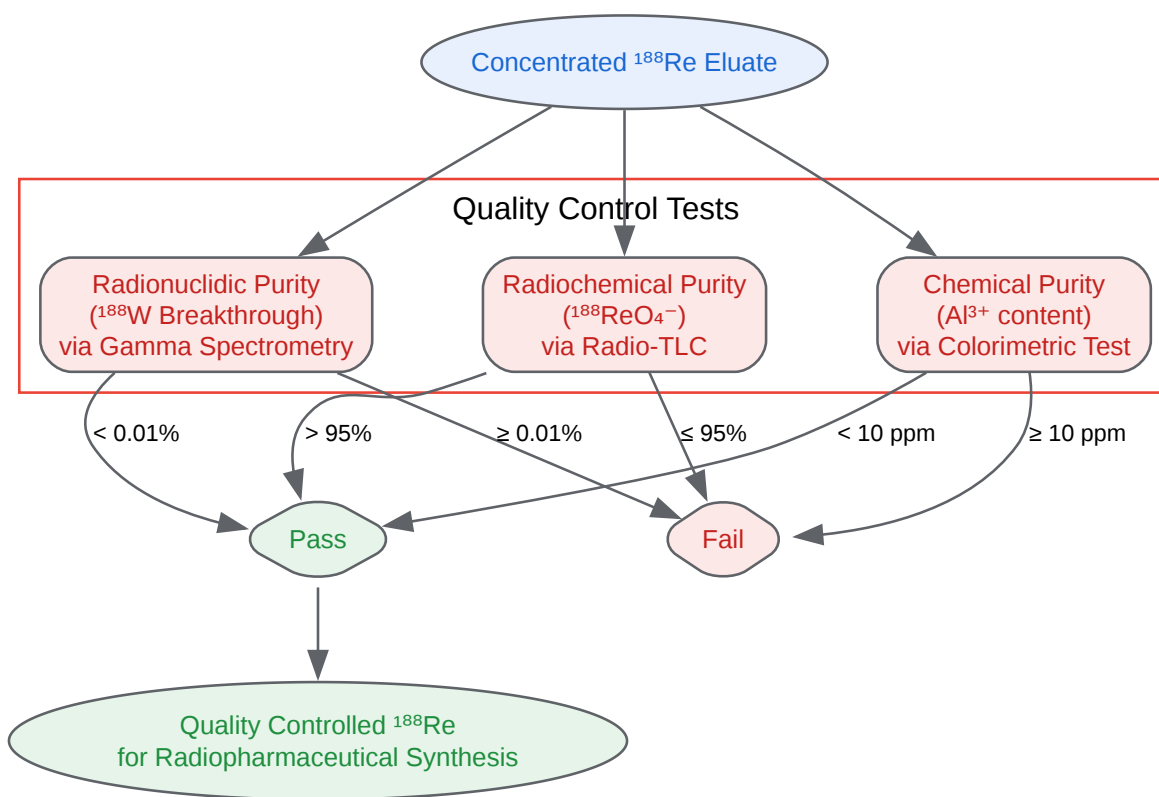 Concentrated ¹⁸⁸Re Eluate
Quality Control Tests
Radionuclidic Purity
(¹⁸⁸W Breakthrough)
via Gamma Spectrometry
Radiochemical Purity
(¹⁸⁸ReO₄⁻)
via Radio-TLC
Chemical Purity
(Al³⁺ content)
via Colorimetric Test
< 0.01%
> 95%
≥ 0.01%
≤ 95%
< 10 ppm
≥ 10 ppm
Pass
Fail
Quality Controlled ¹⁸⁸Re
for Radiopharmaceutical Synthesis